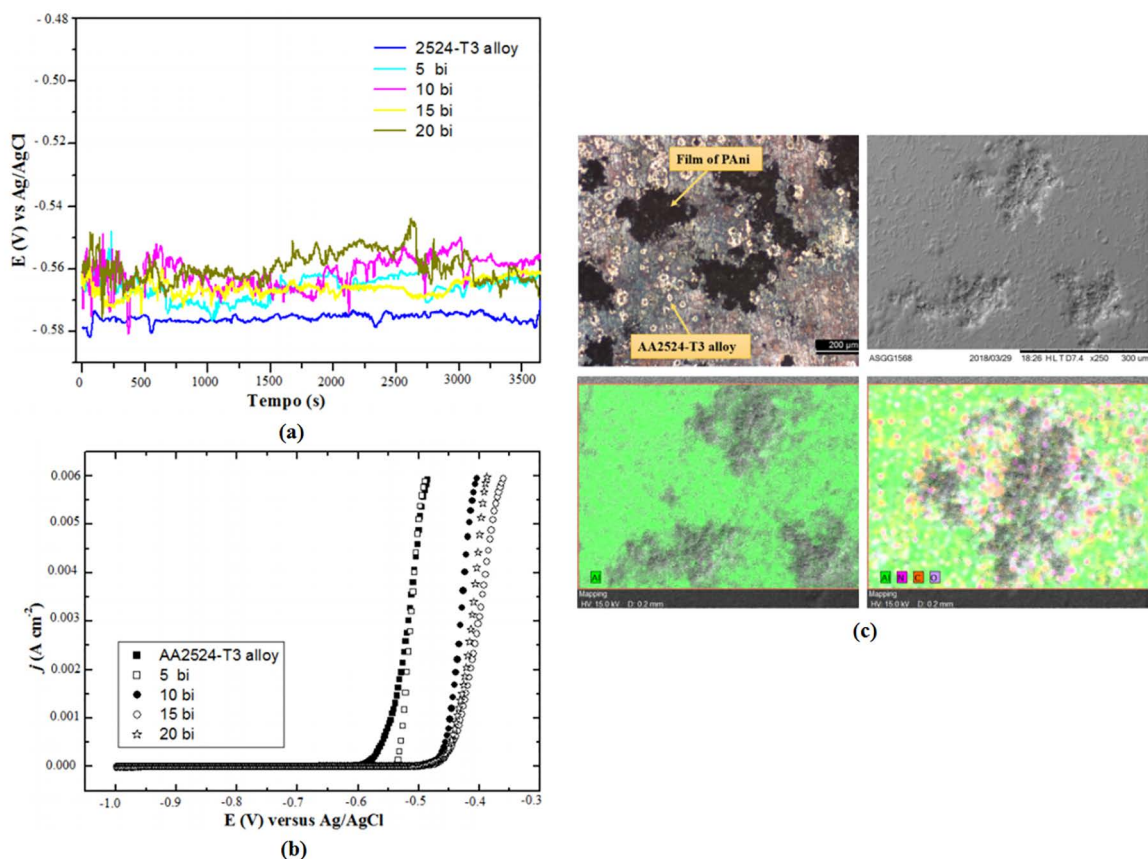 - 0.48
- 0.50
- 0.52
- 0.54
- 0.56
- 0.58
E (V) vs Ag/AgCl
2524-T3 alloy
5 bi
10 bi
15 bi
20 bi
0 500 1000 1500 2000 2500 3000 3500
Tempo (s)
(a)
0.006
0.005
0.004
0.003
0.002
0.001
0.000
j (A cm⁻²)
AA2524-T3 alloy
5 bi
10 bi
15 bi
20 bi
-1.0 -0.9 -0.8 -0.7 -0.6 -0.5 -0.4 -0.3
E (V) versus Ag/AgCl
(b)
Film of PAni
AA2524-T3 alloy
200 µm
ASGG1568 2018/03/29 18:26 HL TD7.4 x250 300 um
Al
Mapping
HV: 15.0 kV D: 0.2 mm
Al N C O
Mapping
HV: 15.0 kV D: 0.2 mm
(c)